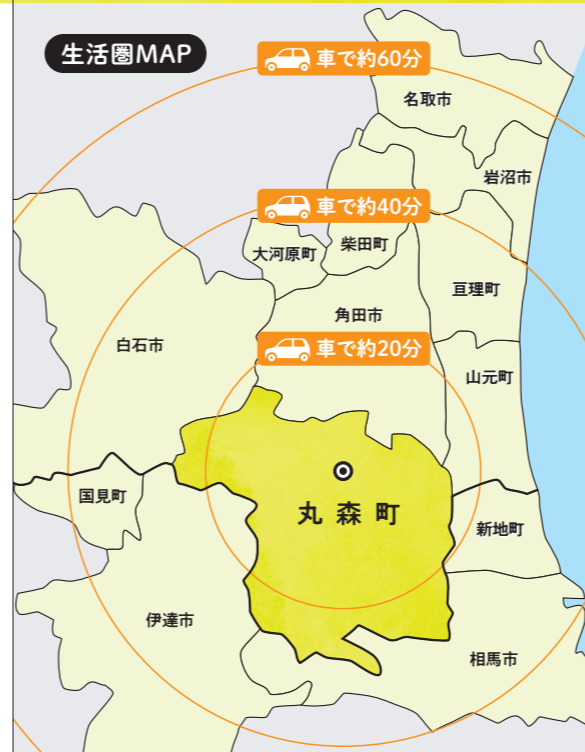 生活圏MAP
車で約60分
名取市
岩沼市
車で約40分
柴田町
大河原町
亘理町
角田市
白石市
車で約20分
山元町
国見町
丸森町
新地町
伊達市
相馬市